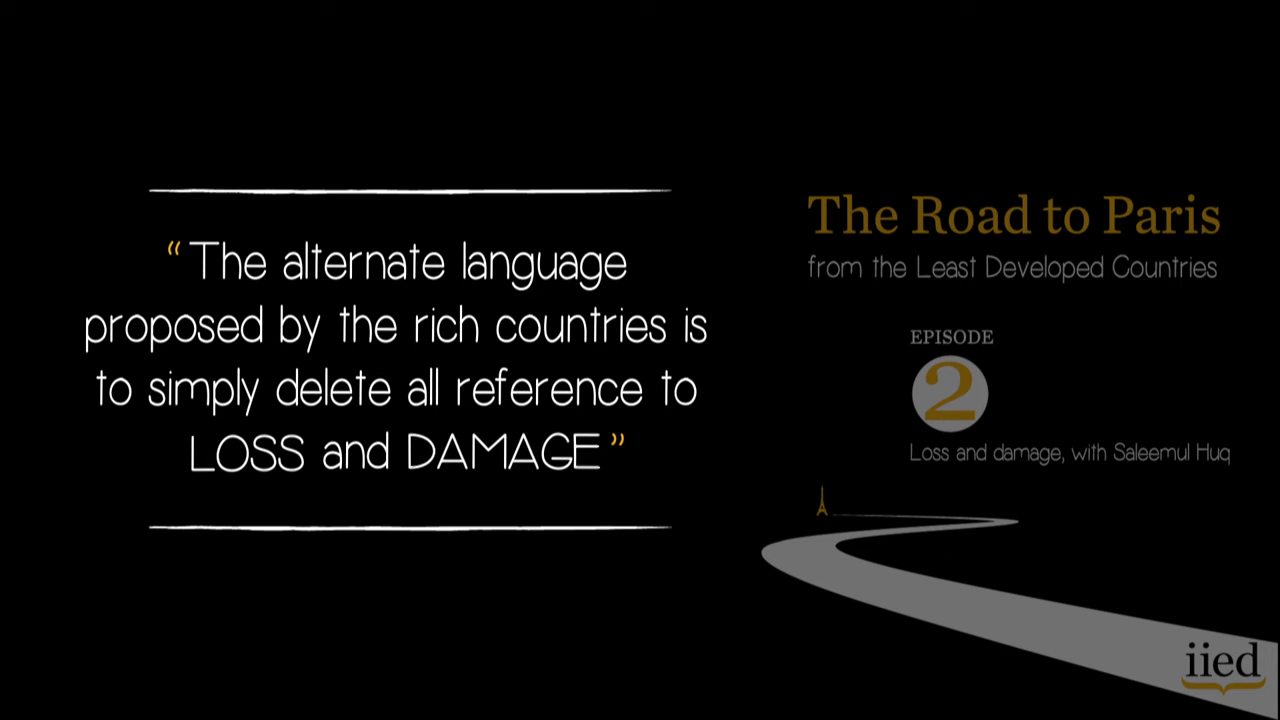 “The alternate language
proposed by the rich countries is
to simply delete all reference to
LOSS and DAMAGE”
The Road to Paris
from the Least Developed Countries
EPISODE
2
Loss and damage, with Saleemul Huq
iied